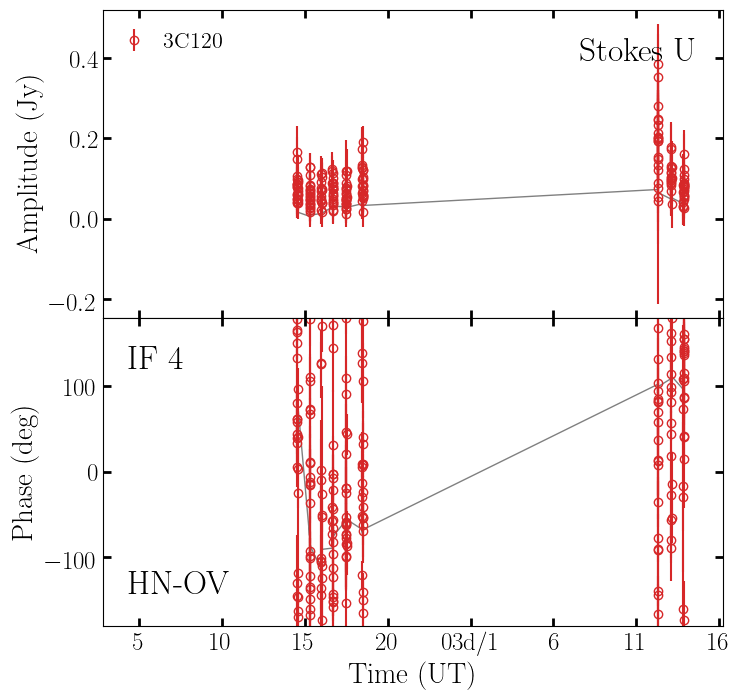 3C120
Stokes U
0.4
0.2
0.0
−0.2
Amplitude (Jy)
IF 4
100
0
−100
Phase (deg)
HN-OV
5 10 15 20 03d/1 6 11 16
Time (UT)